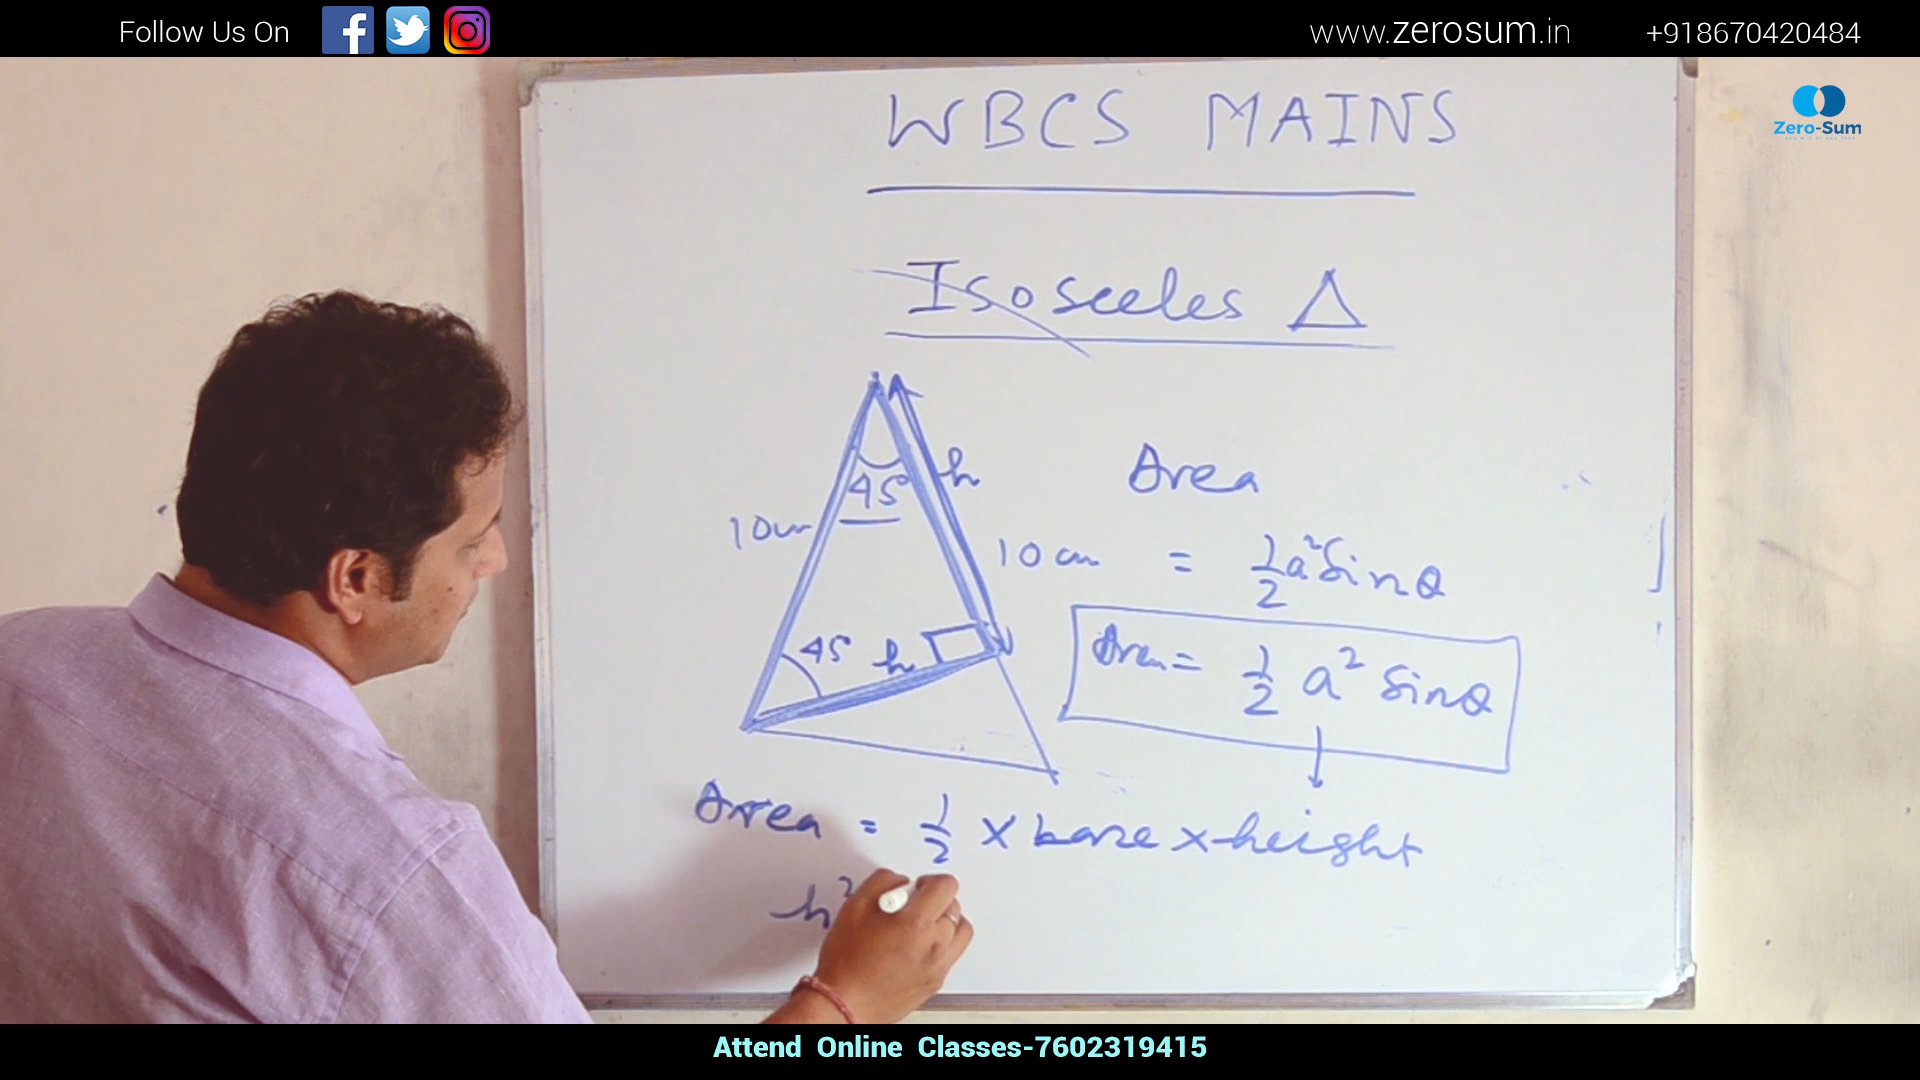 Follow Us On
www.zerosum.in
+918670420484
Zero-Sum
WBCS MAINS
Isosceles Δ
45
h
10cm
10 cm
45
h
Area
= 1/2 a² Sinθ
Area = 1/2 a² Sinθ
Area = 1/2 × base × height
h²
Attend Online Classes-7602319415